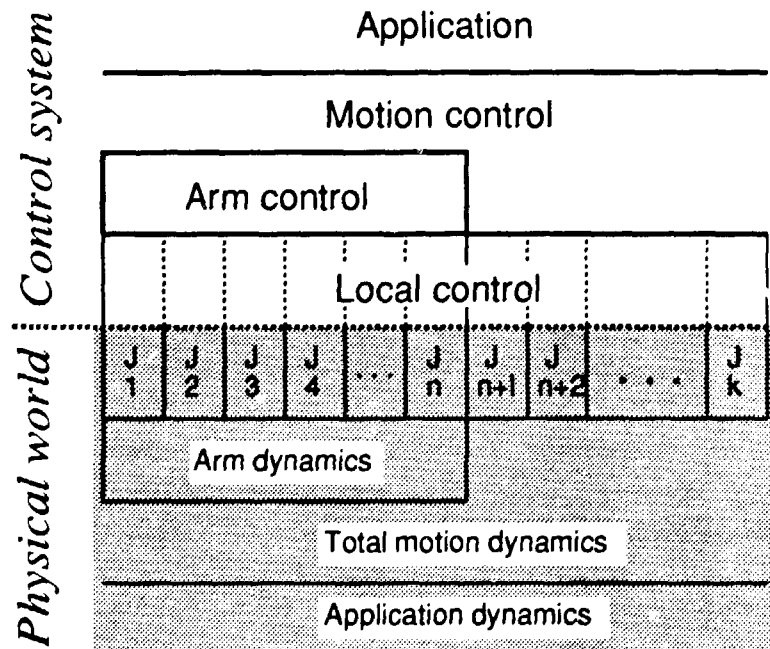 Control system
Application
Motion control
Arm control
Local control
Physical world
J J J J ... J J J ... J
1 2 3 4 n n+1 n+2 k
Arm dynamics
Total motion dynamics
Application dynamics